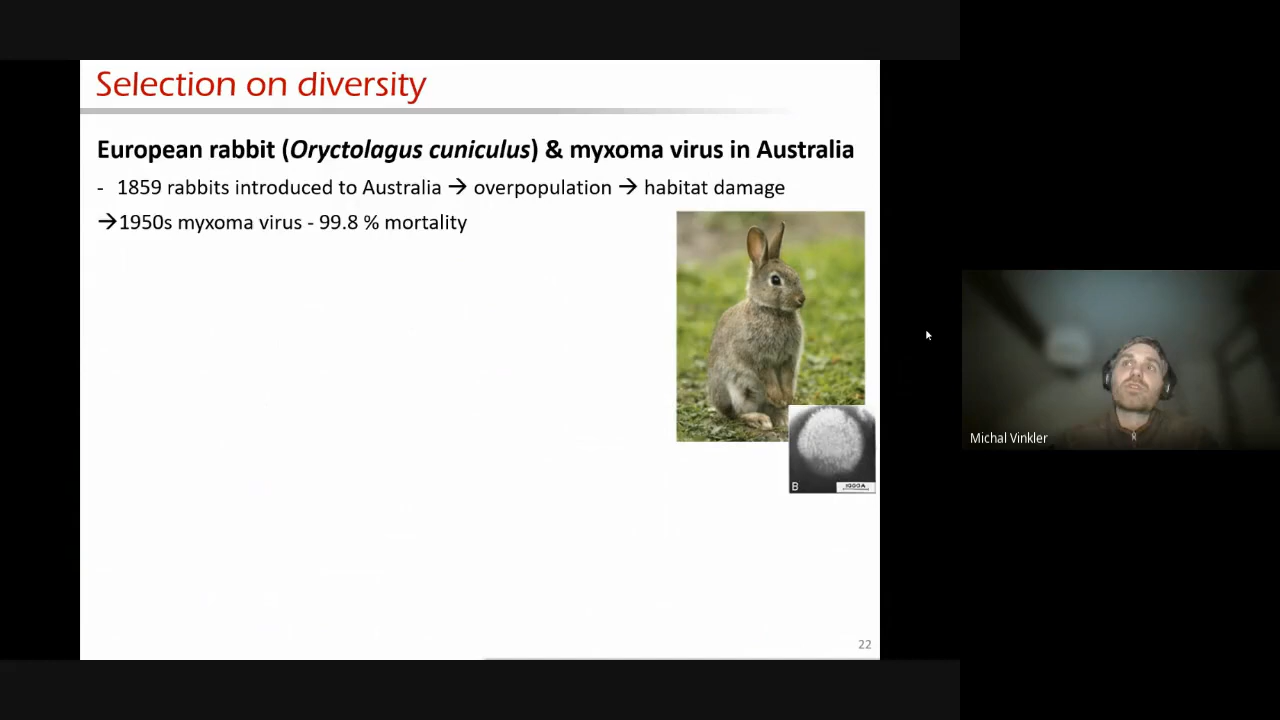 Selection on diversity
European rabbit (Oryctolagus cuniculus) & myxoma virus in Australia
- 1859 rabbits introduced to Australia → overpopulation → habitat damage
→1950s myxoma virus - 99.8 % mortality
B
Michal Vinkler
22